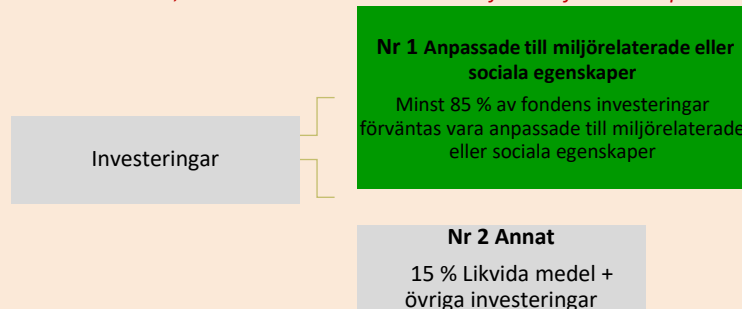 Nr 1 Anpassade till miljörelaterade eller
sociala egenskaper
Minst 85 % av fondens investeringar
förväntas vara anpassade till miljörelaterade
eller sociala egenskaper
Investeringar
Nr 2 Annat
15 % Likvida medel +
övriga investeringar